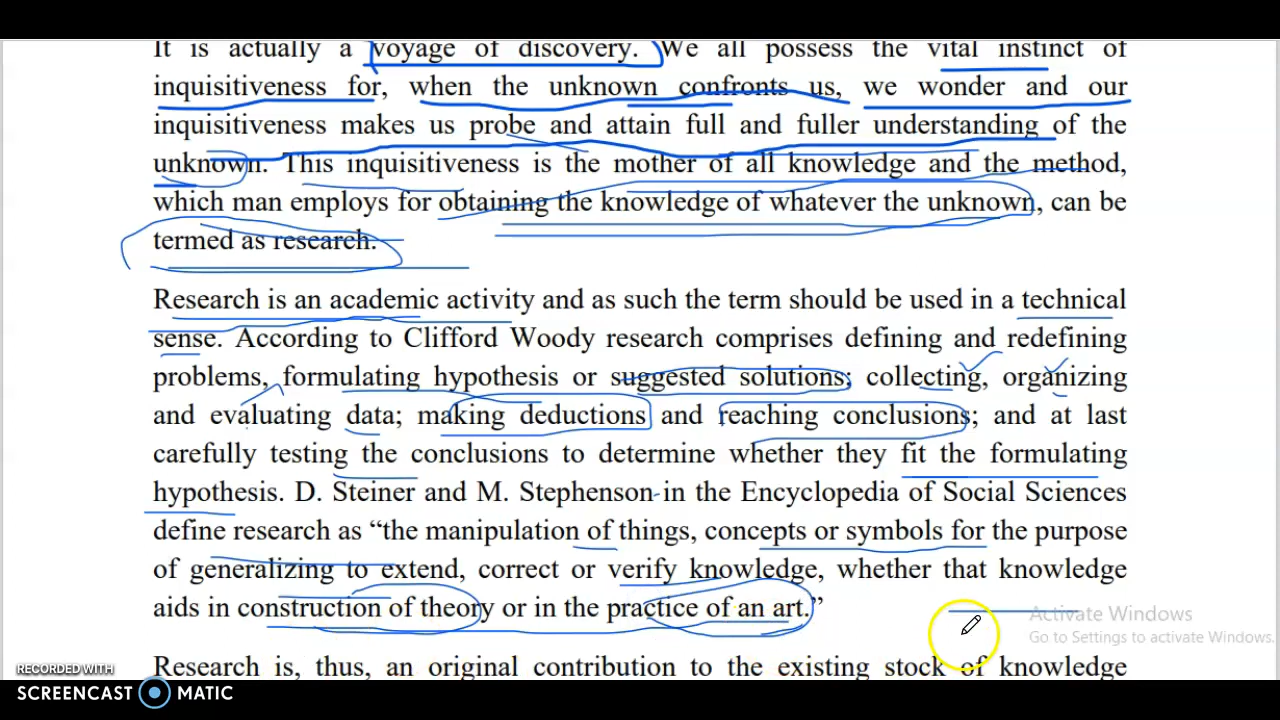 It is actually a voyage of discovery. We all possess the vital instinct of
inquisitiveness for, when the unknown confronts us, we wonder and our
inquisitiveness makes us probe and attain full and fuller understanding of the
unknown. This inquisitiveness is the mother of all knowledge and the method,
which man employs for obtaining the knowledge of whatever the unknown, can be
termed as research.
Research is an academic activity and as such the term should be used in a technical
sense. According to Clifford Woody research comprises defining and redefining
problems, formulating hypothesis or suggested solutions; collecting, organizing
and evaluating data; making deductions and reaching conclusions; and at last
carefully testing the conclusions to determine whether they fit the formulating
hypothesis. D. Steiner and M. Stephenson in the Encyclopedia of Social Sciences
define research as “the manipulation of things, concepts or symbols for the purpose
of generalizing to extend, correct or verify knowledge, whether that knowledge
aids in construction of theory or in the practice of an art.”
Activate Windows
Go to Settings to activate Windows.
Research is, thus, an original contribution to the existing stock of knowledge
RECORDED WITH
SCREENCAST MATIC